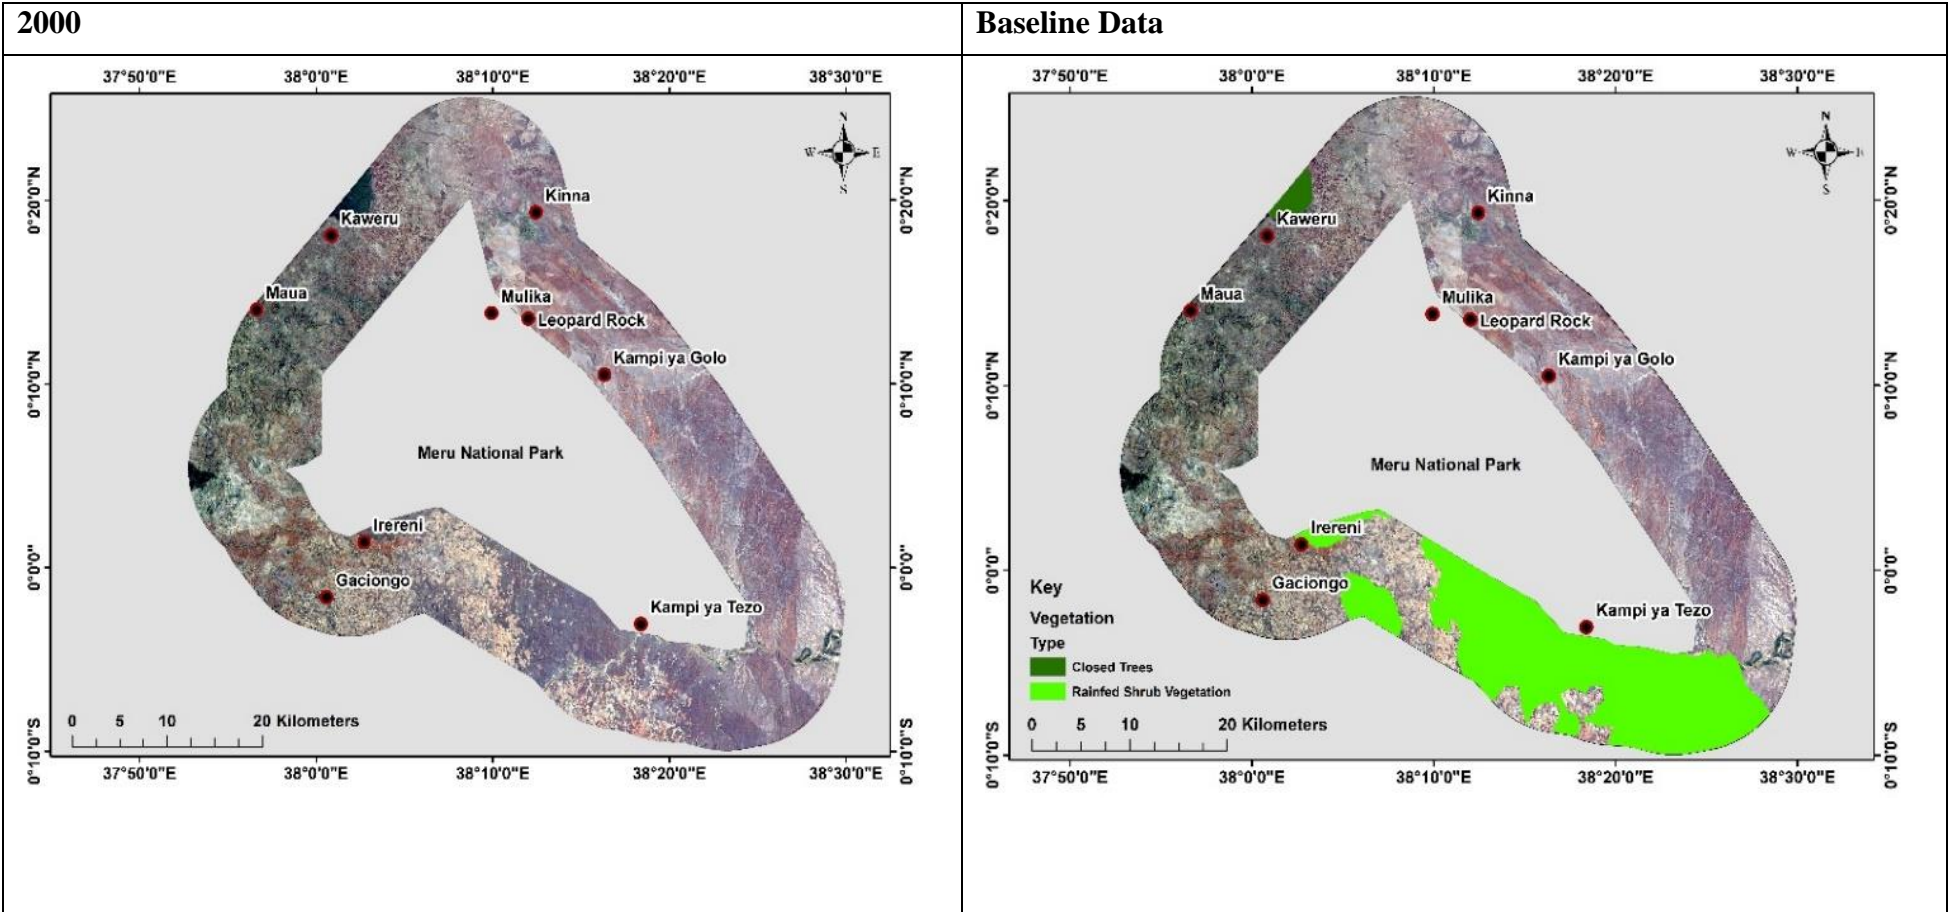 2000
Baseline Data
37°50'0"E 38°0'0"E 38°10'0"E 38°20'0"E 38°30'0"E
N
W E
S
0°20'0"N
0°20'0"N
Kinna
Kaweru
Maua
Mulika
Leopard Rock
Kampi ya Golo
0°10'0"N
0°10'0"N
Meru National Park
Irereni
0°0'0"
0°0'0"
Gaciongo
Kampi ya Tezo
0 5 10 20 Kilometers
0°10'0"S
0°10'0"S
37°50'0"E 38°0'0"E 38°10'0"E 38°20'0"E 38°30'0"E
37°50'0"E 38°0'0"E 38°10'0"E 38°20'0"E 38°30'0"E
N
W
S
0°20'0"N
0°20'0"N
Kinna
Kaweru
Maua
Mulika
Leopard Rock
Kampi ya Golo
0°10'0"N
0°10'0"N
Meru National Park
Irereni
0°0'0"
0°0'0"
Gaciongo
Kampi ya Tezo
Key
Vegetation
Type
Closed Trees
Rainfed Shrub Vegetation
0 5 10 20 Kilometers
0°10'0"S
0°10'0"S
37°50'0"E 38°0'0"E 38°10'0"E 38°20'0"E 38°30'0"E